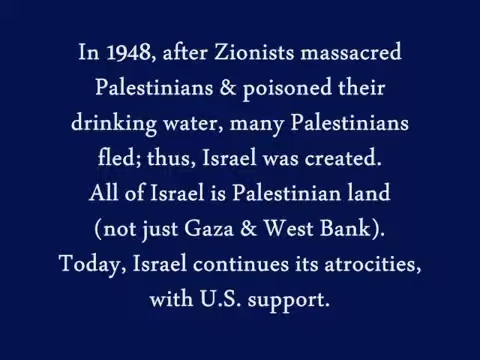 In 1948, after Zionists massacred
Palestinians & poisoned their
drinking water, many Palestinians
fled; thus, Israel was created.
All of Israel is Palestinian land
(not just Gaza & West Bank).
Today, Israel continues its atrocities,
with U.S. support.